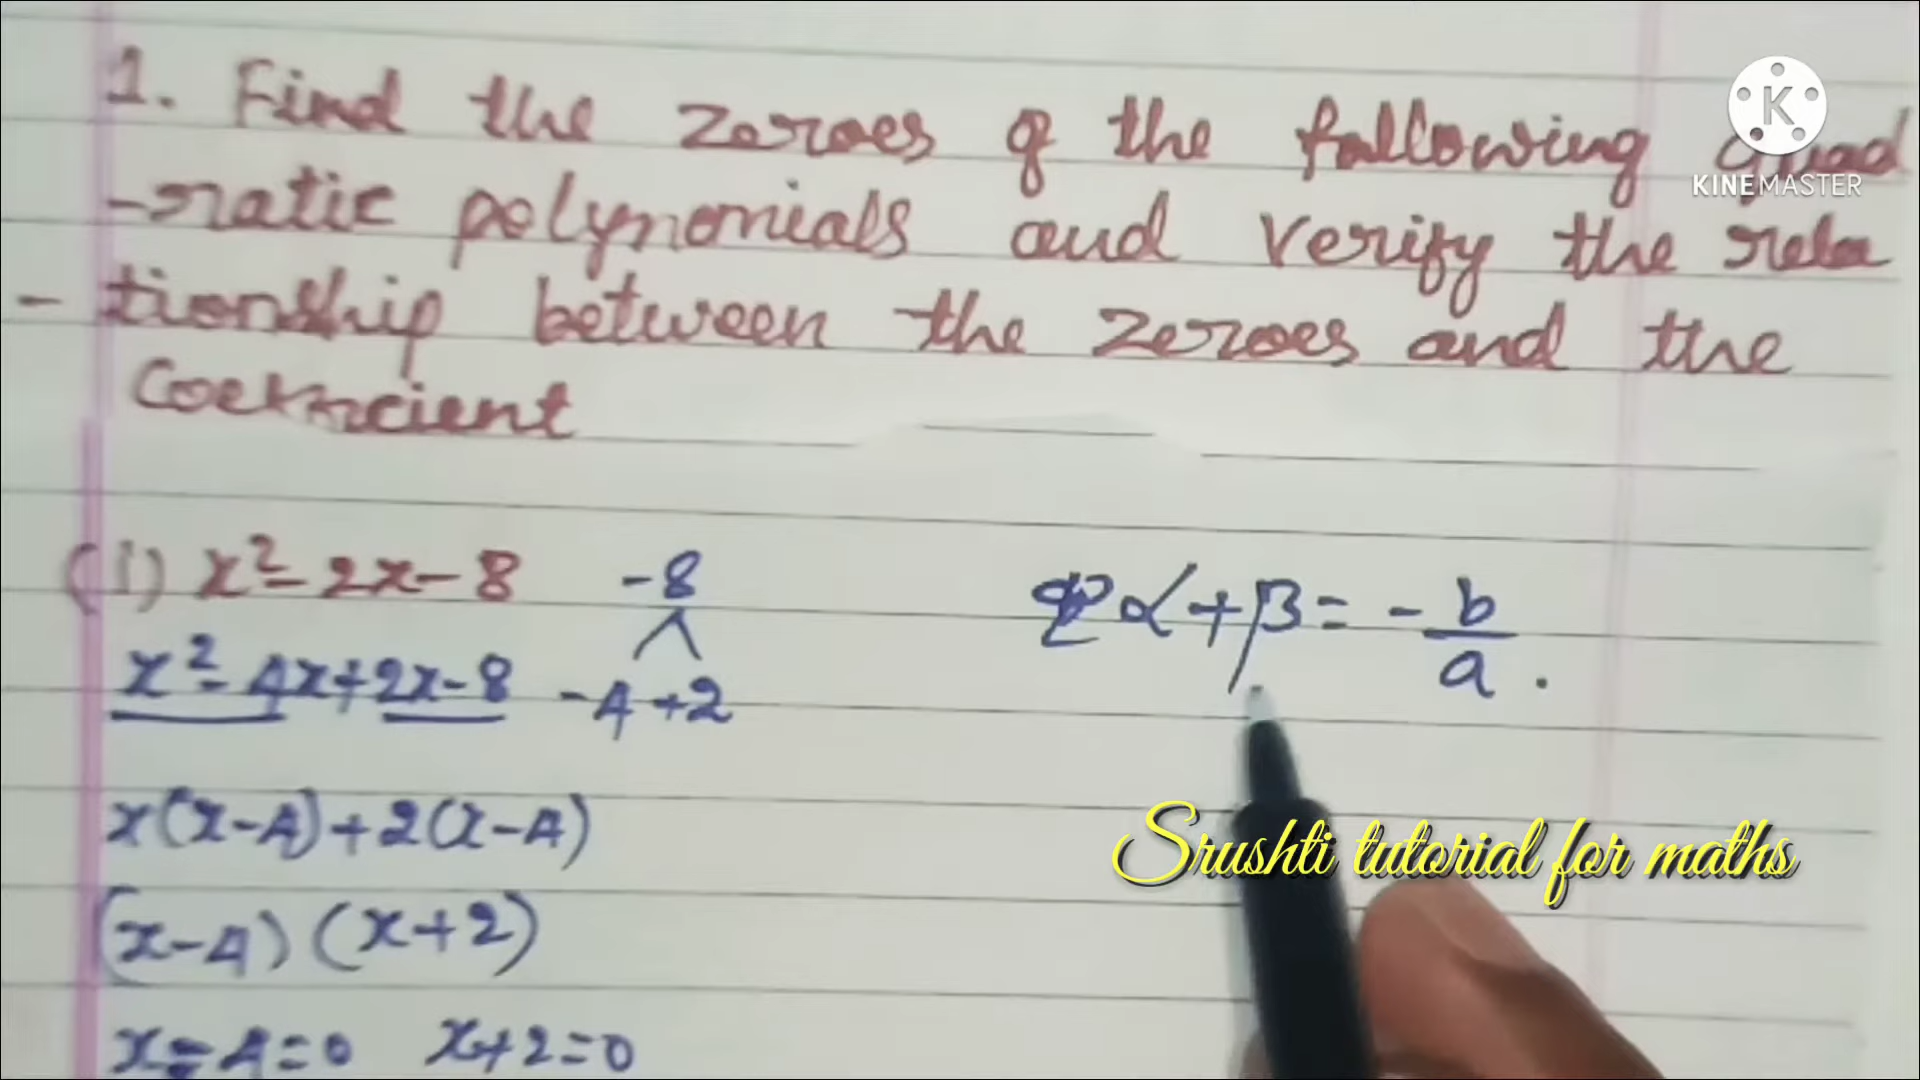 1. Find the zeroes of the following quad
-ratic polynomials and verify the rela
- tionship between the zeroes and the
Coefficient
(i) x² - 2x - 8
-8
x² - 4x + 2x - 8
-4 +2
x(x-4)+2(x-4)
(x-4) (x+2)
x-4=0 x+2=0
α+β = - b/a .
K
KINEMASTER
Srushti tutorial for maths